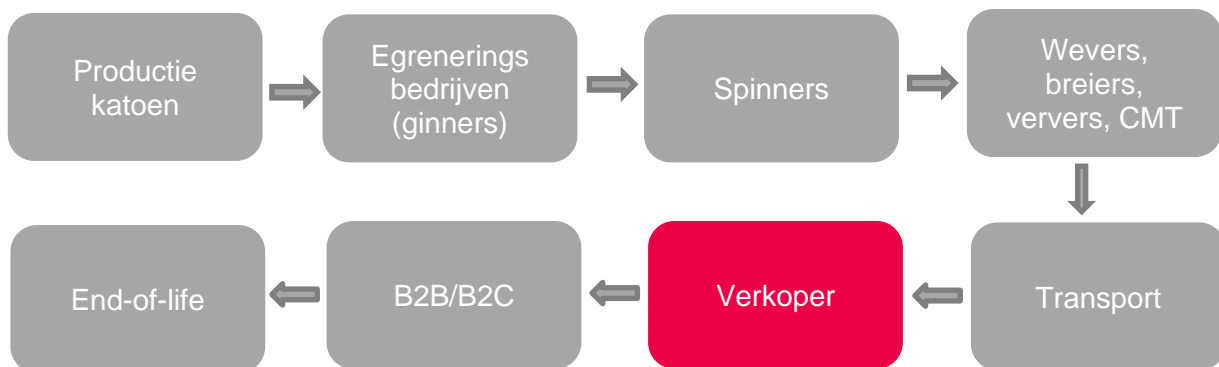 Productie
katoen
Egrenerings
bedrijven
(ginners)
Spinners
Wevers,
breiers,
ververs, CMT
Transport
Verkoper
B2B/B2C
End-of-life